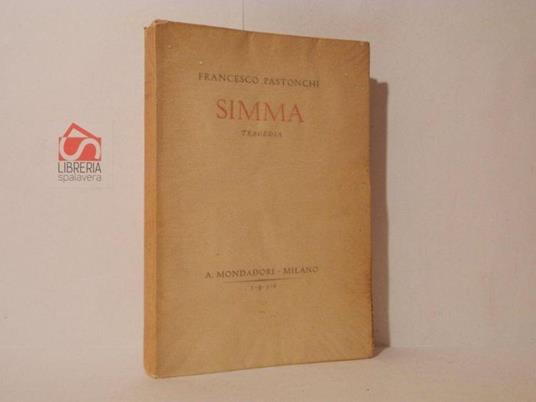 FRANCESCO PASTONCHI
SIMMA
TRAGEDIA
LIBRERIA
spalavera
A. MONDADORI - MILANO